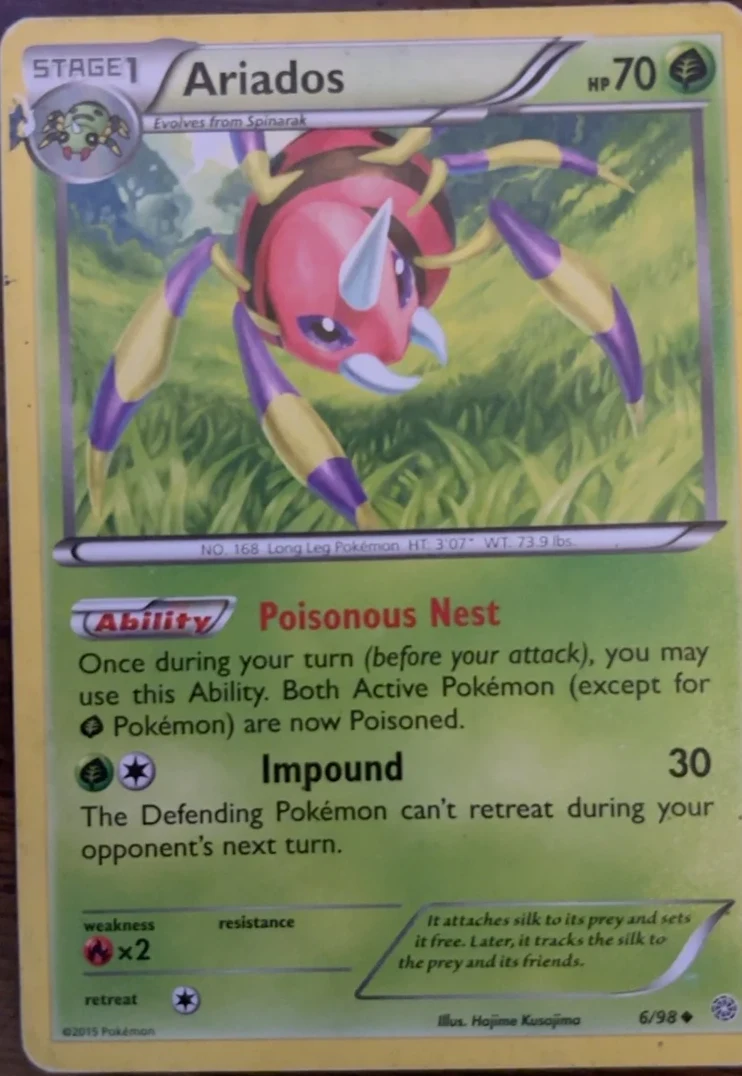 STAGE1 Ariados HP70
Evolves from Spinarak
NO. 168 Long Leg Pokémon HT: 3'07" WT: 73.9 lbs.
Ability Poisonous Nest
Once during your turn (before your attack), you may
use this Ability. Both Active Pokémon (except for
Pokémon) are now Poisoned.
Impound 30
The Defending Pokémon can't retreat during your
opponent's next turn.
weakness resistance
×2
It attaches silk to its prey and sets
it free. Later, it tracks the silk to
the prey and its friends.
retreat
©2015 Pokémon Illus. Hajime Kusajima 6/98